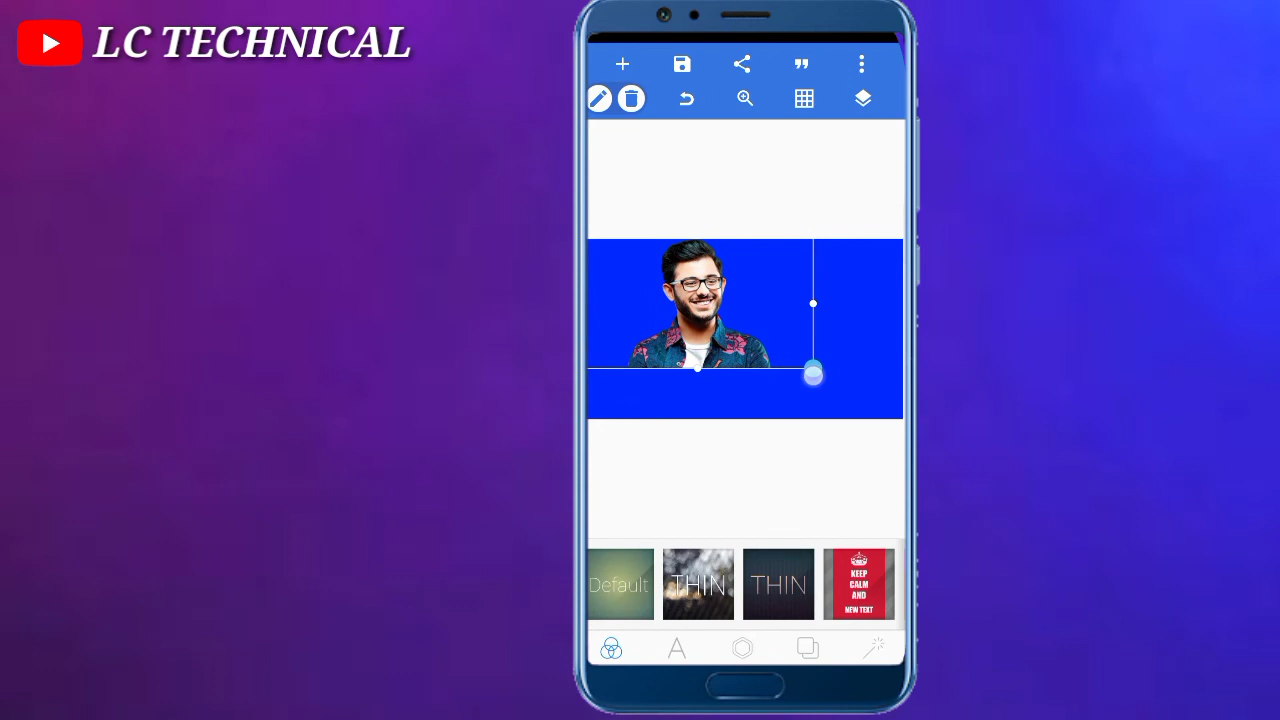 LC TECHNICAL
Default
THIN
THIN
KEEP
CALM
AND
NEW TEXT